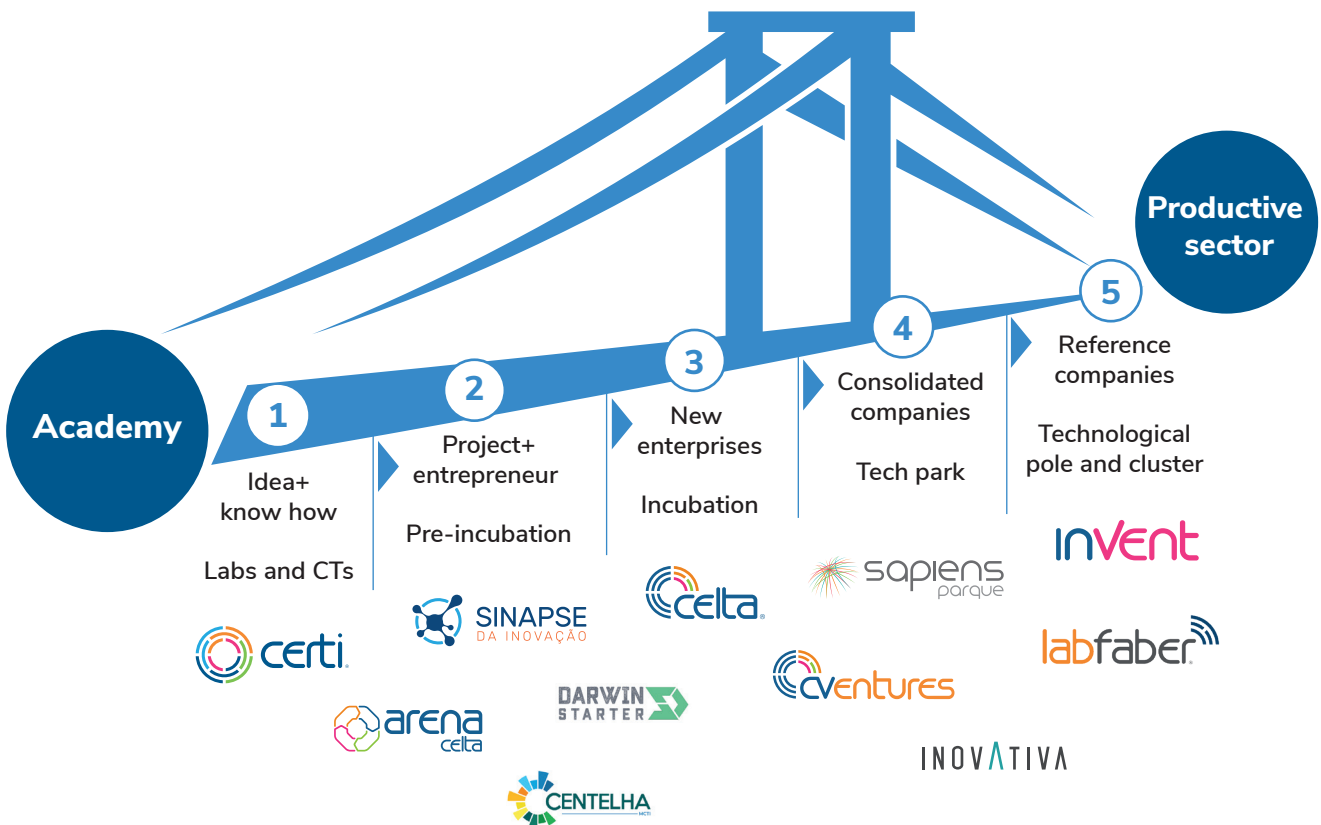 Academy
Productive
sector
1
Idea+
know how
Labs and CTs
2
Project+
entrepreneur
Pre-incubation
3
New
enterprises
Incubation
4
Consolidated
companies
Tech park
5
Reference
companies
Technological
pole and cluster
certi.
SINAPSE
DA INOVAÇÃO
arena
celta
DARWIN
STARTER
CENTELHA
MCTI
celta®
sapiens
parque
cventures
INOVATIVA
inVent
labfaber®